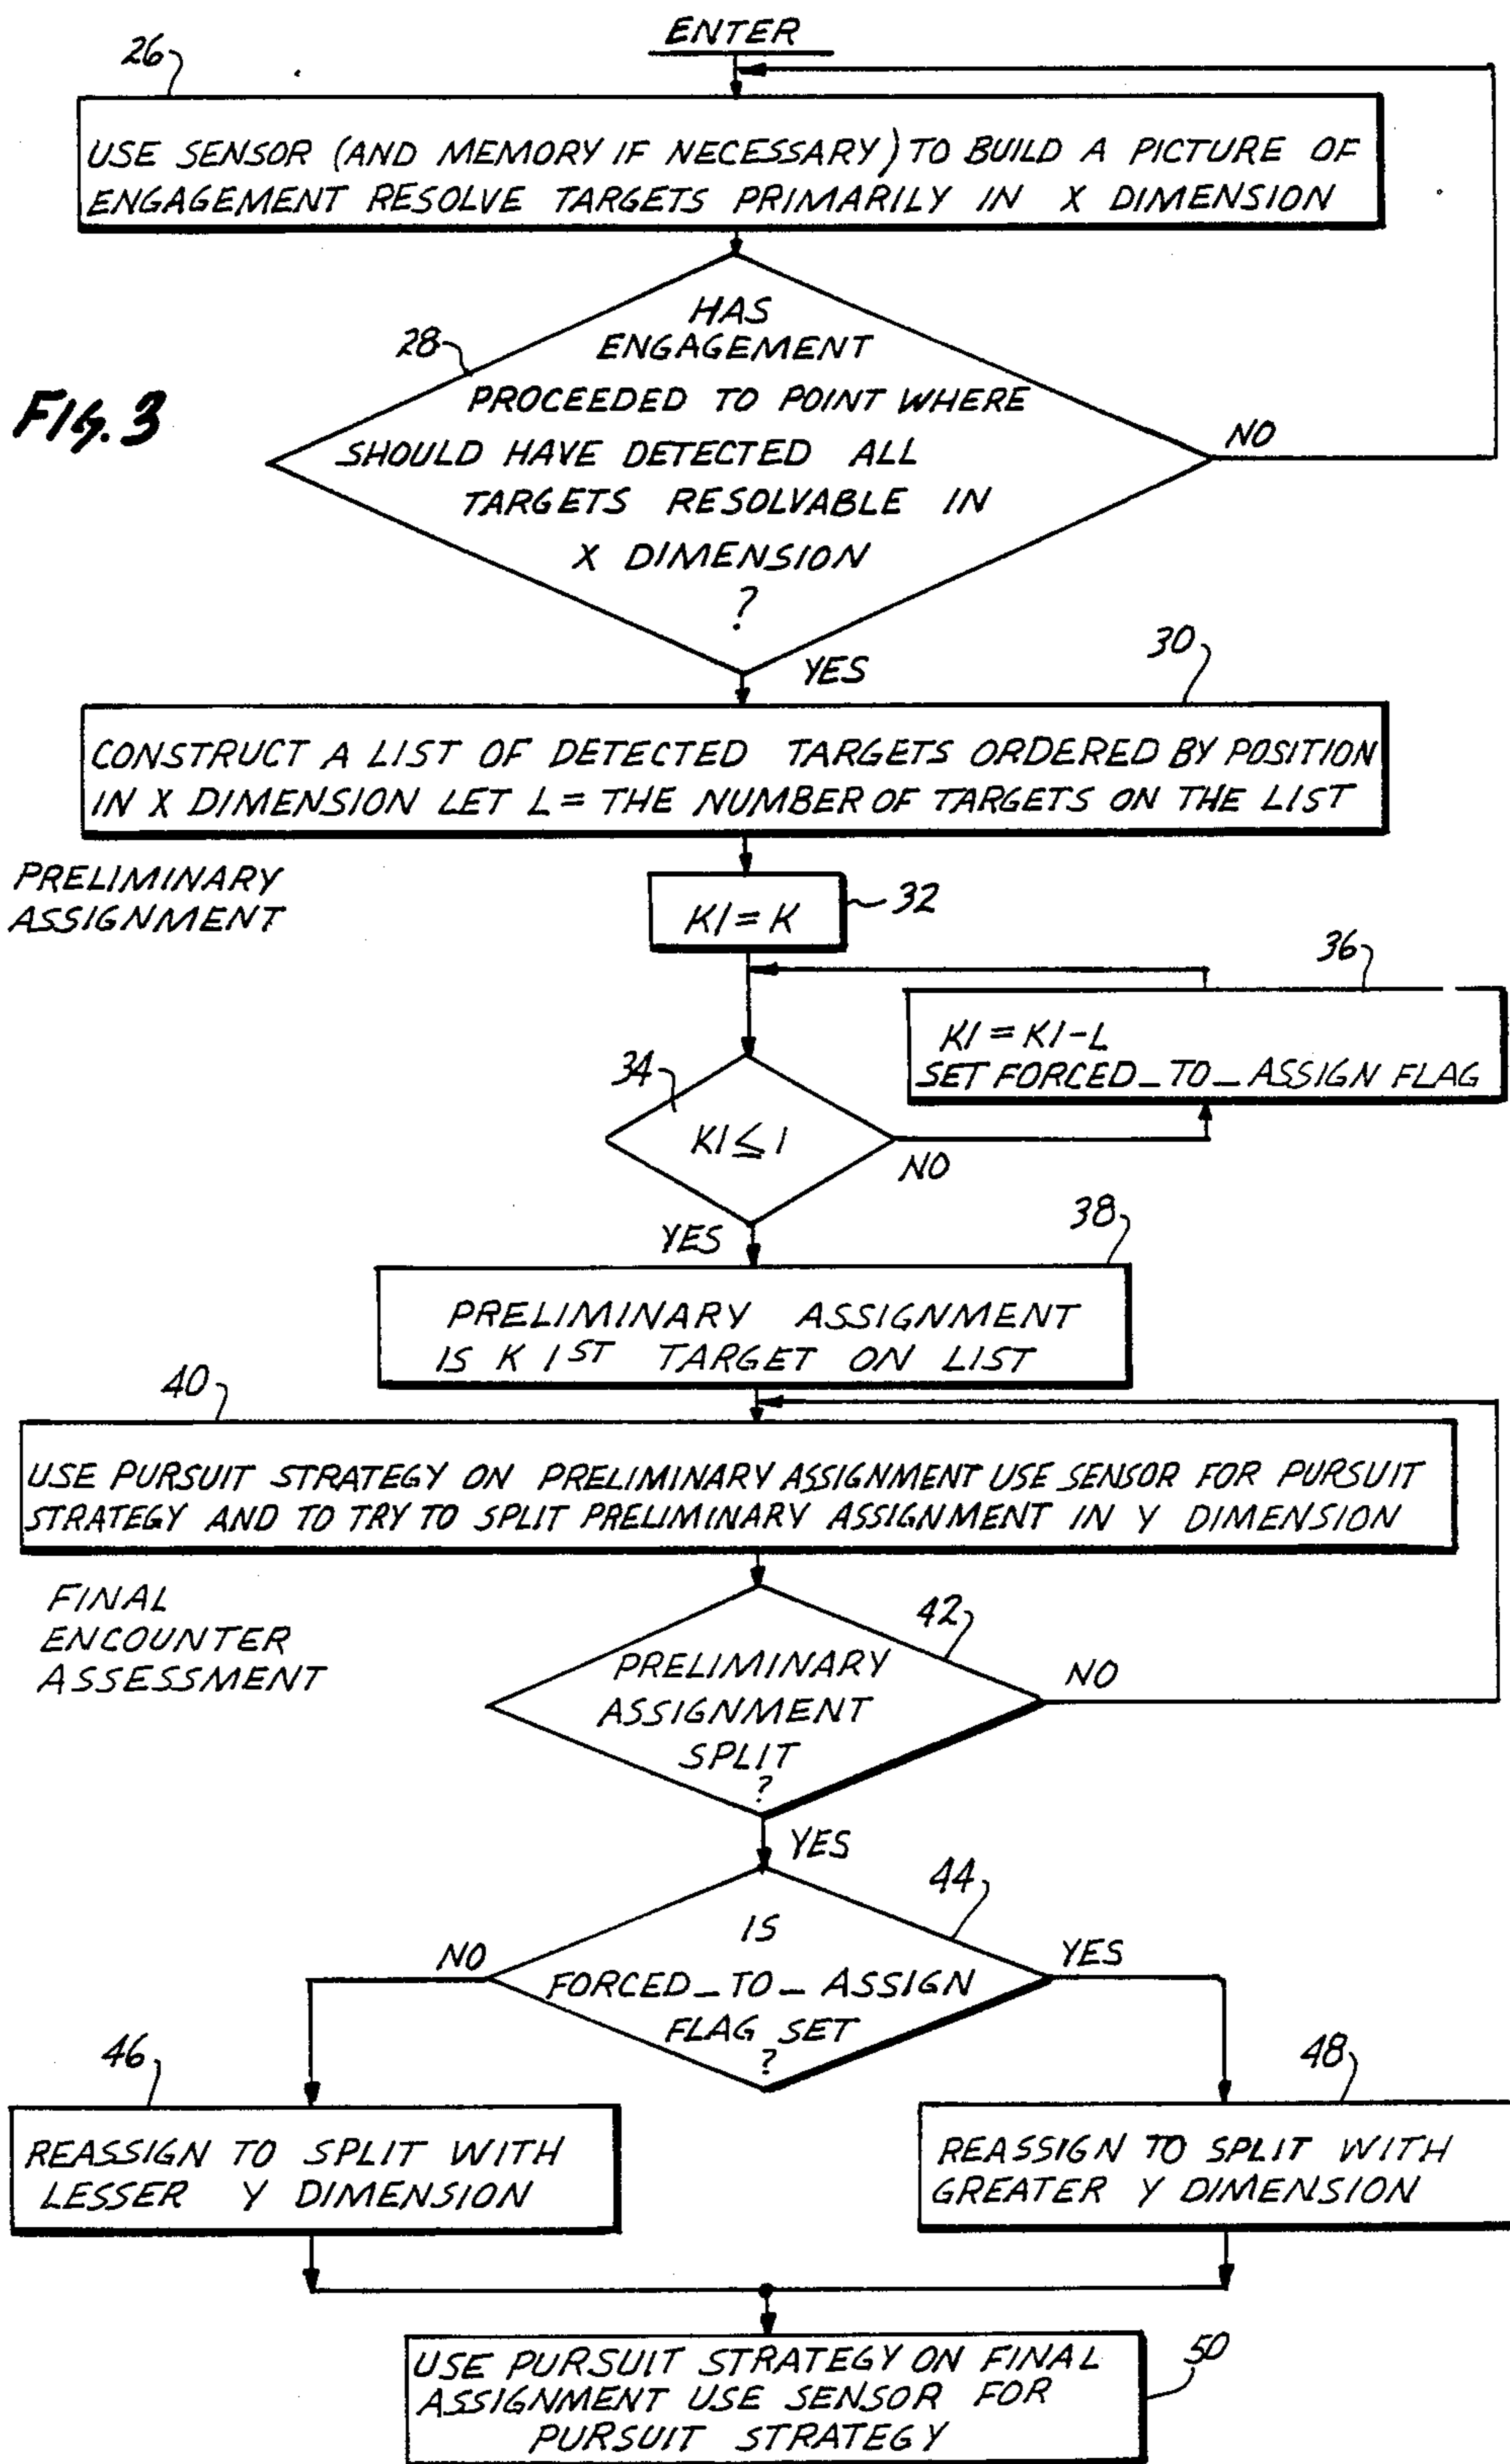 ENTER
26
USE SENSOR (AND MEMORY IF NECESSARY) TO BUILD A PICTURE OF
ENGAGEMENT RESOLVE TARGETS PRIMARILY IN X DIMENSION
28
HAS
ENGAGEMENT
PROCEEDED TO POINT WHERE
SHOULD HAVE DETECTED ALL
TARGETS RESOLVABLE IN
X DIMENSION
?
NO
FIG. 3
YES
30
CONSTRUCT A LIST OF DETECTED TARGETS ORDERED BY POSITION
IN X DIMENSION LET L = THE NUMBER OF TARGETS ON THE LIST
PRELIMINARY
ASSIGNMENT
K1 = K
32
36
K1 = K1-L
SET FORCED_TO_ASSIGN FLAG
34
K1 ≤ 1
NO
YES
38
PRELIMINARY ASSIGNMENT
IS K 1ST TARGET ON LIST
40
USE PURSUIT STRATEGY ON PRELIMINARY ASSIGNMENT USE SENSOR FOR PURSUIT
STRATEGY AND TO TRY TO SPLIT PRELIMINARY ASSIGNMENT IN Y DIMENSION
FINAL
ENCOUNTER
ASSESSMENT
42
PRELIMINARY
ASSIGNMENT
SPLIT
?
NO
YES
44
IS
FORCED_TO_ASSIGN
FLAG SET
?
NO
YES
46
REASSIGN TO SPLIT WITH
LESSER Y DIMENSION
48
REASSIGN TO SPLIT WITH
GREATER Y DIMENSION
USE PURSUIT STRATEGY ON FINAL
ASSIGNMENT USE SENSOR FOR
PURSUIT STRATEGY
50